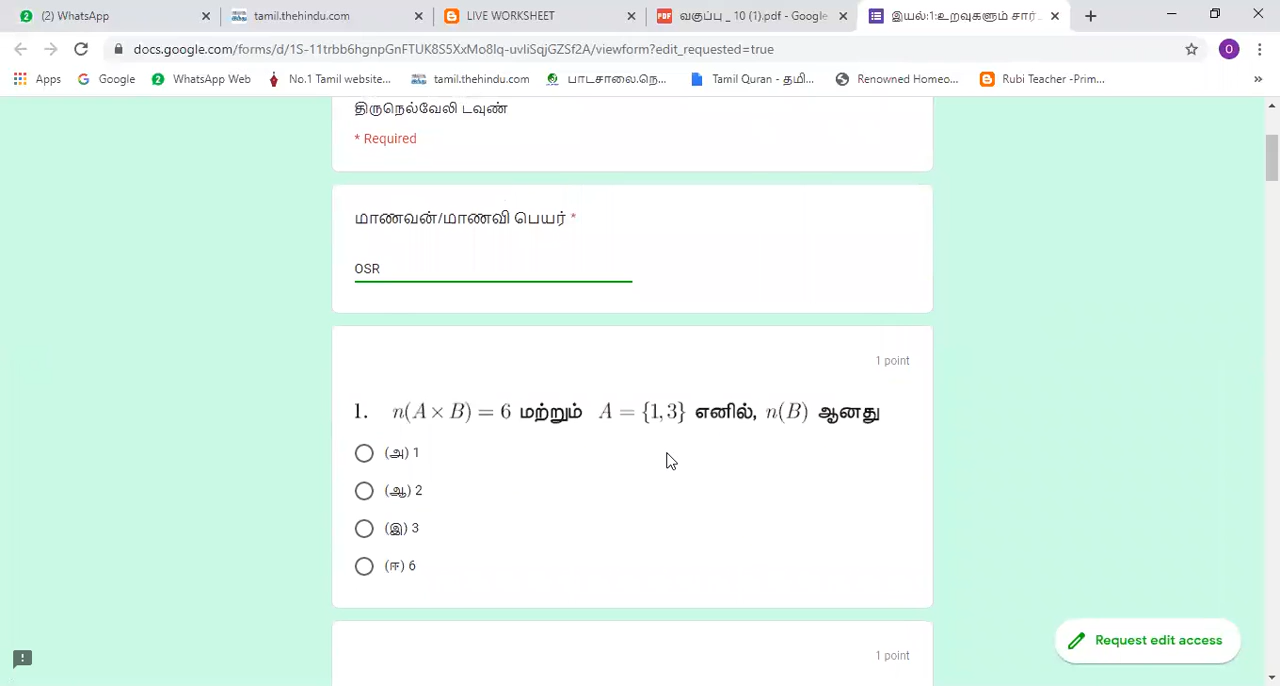 (2) WhatsApp
tamil.thehindu.com
LIVE WORKSHEET
வகுப்பு _ 10 (1).pdf - Google
இயல்:1:உறவுகளும் சார்
docs.google.com/forms/d/1S-11trbb6hgnpGnFTUK8S5XxMo8lq-uvliSqjGZSf2A/viewform?edit_requested=true
Apps
Google
WhatsApp Web
No.1 Tamil website...
tamil.thehindu.com
பாடசாலை.நெ...
Tamil Quran - தமி...
Renowned Homeo...
Rubi Teacher -Prim...
திருநெல்வேலி டவுண்
* Required
மாணவன்/மாணவி பெயர் *
OSR
1 point
1. n(A × B) = 6 மற்றும் A = {1, 3} எனில், n(B) ஆனது
(அ) 1
(ஆ) 2
(இ) 3
(ஈ) 6
Request edit access
1 point